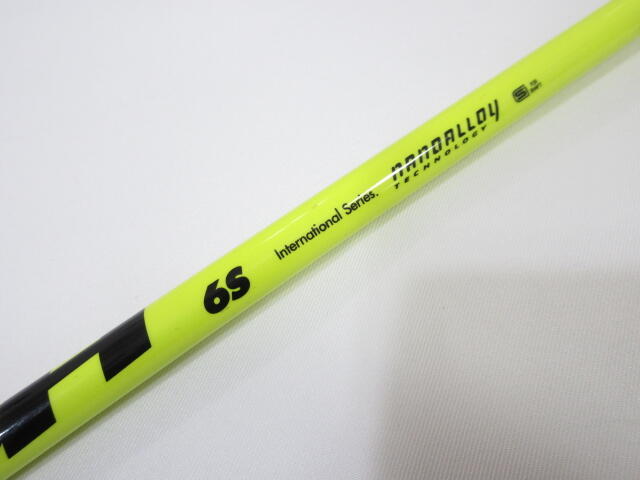 6S
International Series.
NANOALLOY
TECHNOLOGY
S